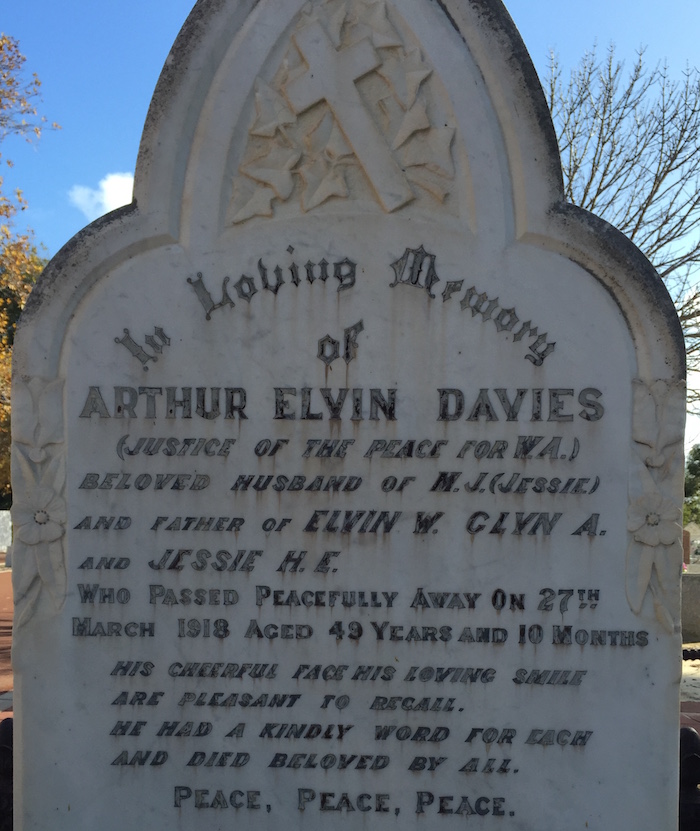 In Loving Memory
of
ARTHUR ELVIN DAVIES
(JUSTICE OF THE PEACE FOR W.A.)
BELOVED HUSBAND OF M.J.(JESSIE)
AND FATHER OF ELVIN W. GLYN A.
AND JESSIE H.E.
WHO PASSED PEACEFULLY AWAY ON 27TH
MARCH 1918 AGED 49 YEARS AND 10 MONTHS
HIS CHEERFUL FACE HIS LOVING SMILE
ARE PLEASANT TO RECALL.
HE HAD A KINDLY WORD FOR EACH
AND DIED BELOVED BY ALL.
PEACE, PEACE, PEACE.